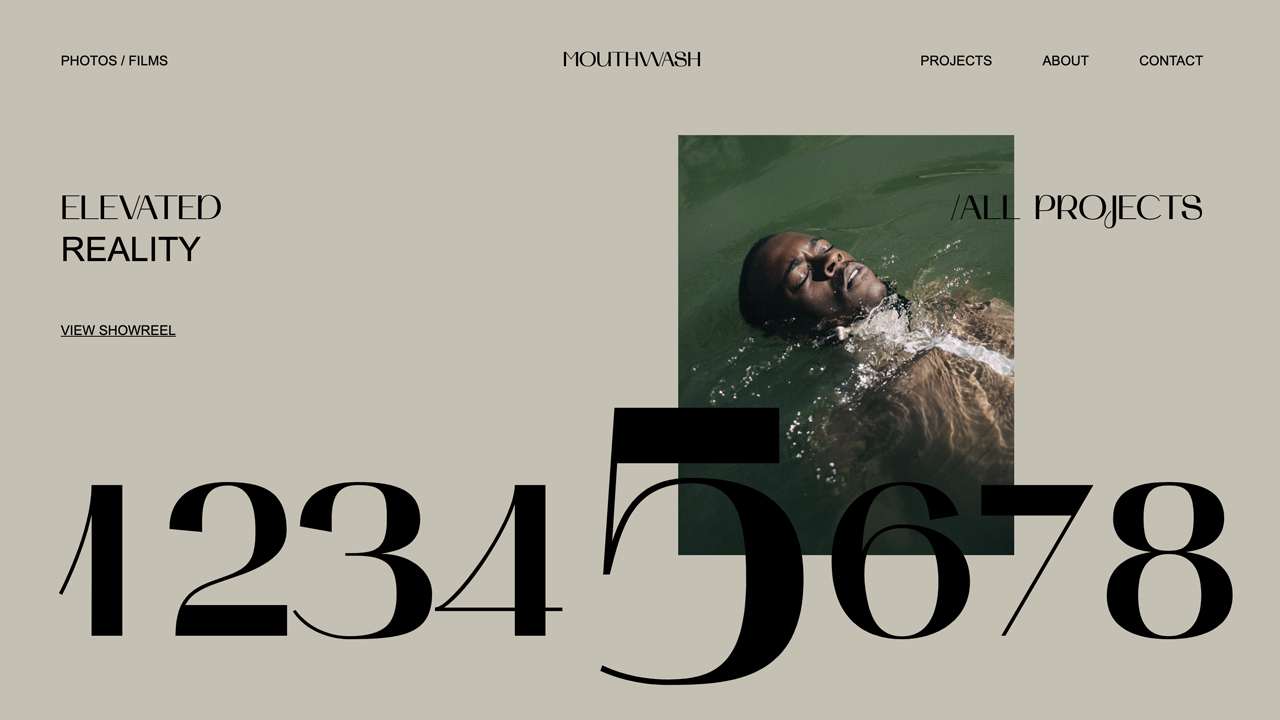 PHOTOS / FILMS
MOUTHWASH
PROJECTS ABOUT CONTACT
ELEVATED
REALITY
/ALL PROJECTS
VIEW SHOWREEL
12345678